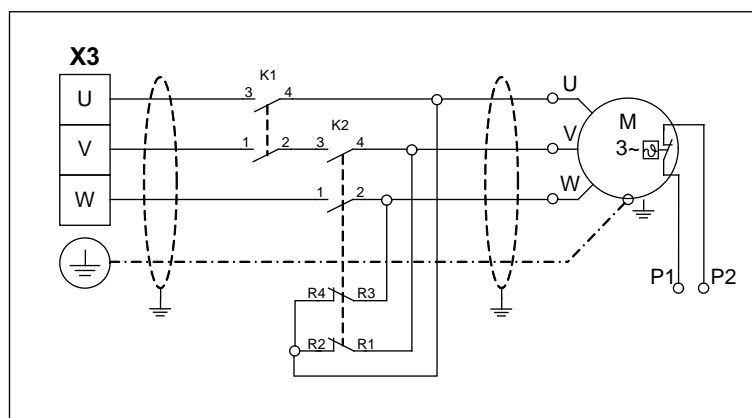 X3
K1
U 3 4 U
K2 M
V 1 2 3 4 V 3~ ϑ
W 1 2 W
P1 P2
R4 R3
R2 R1